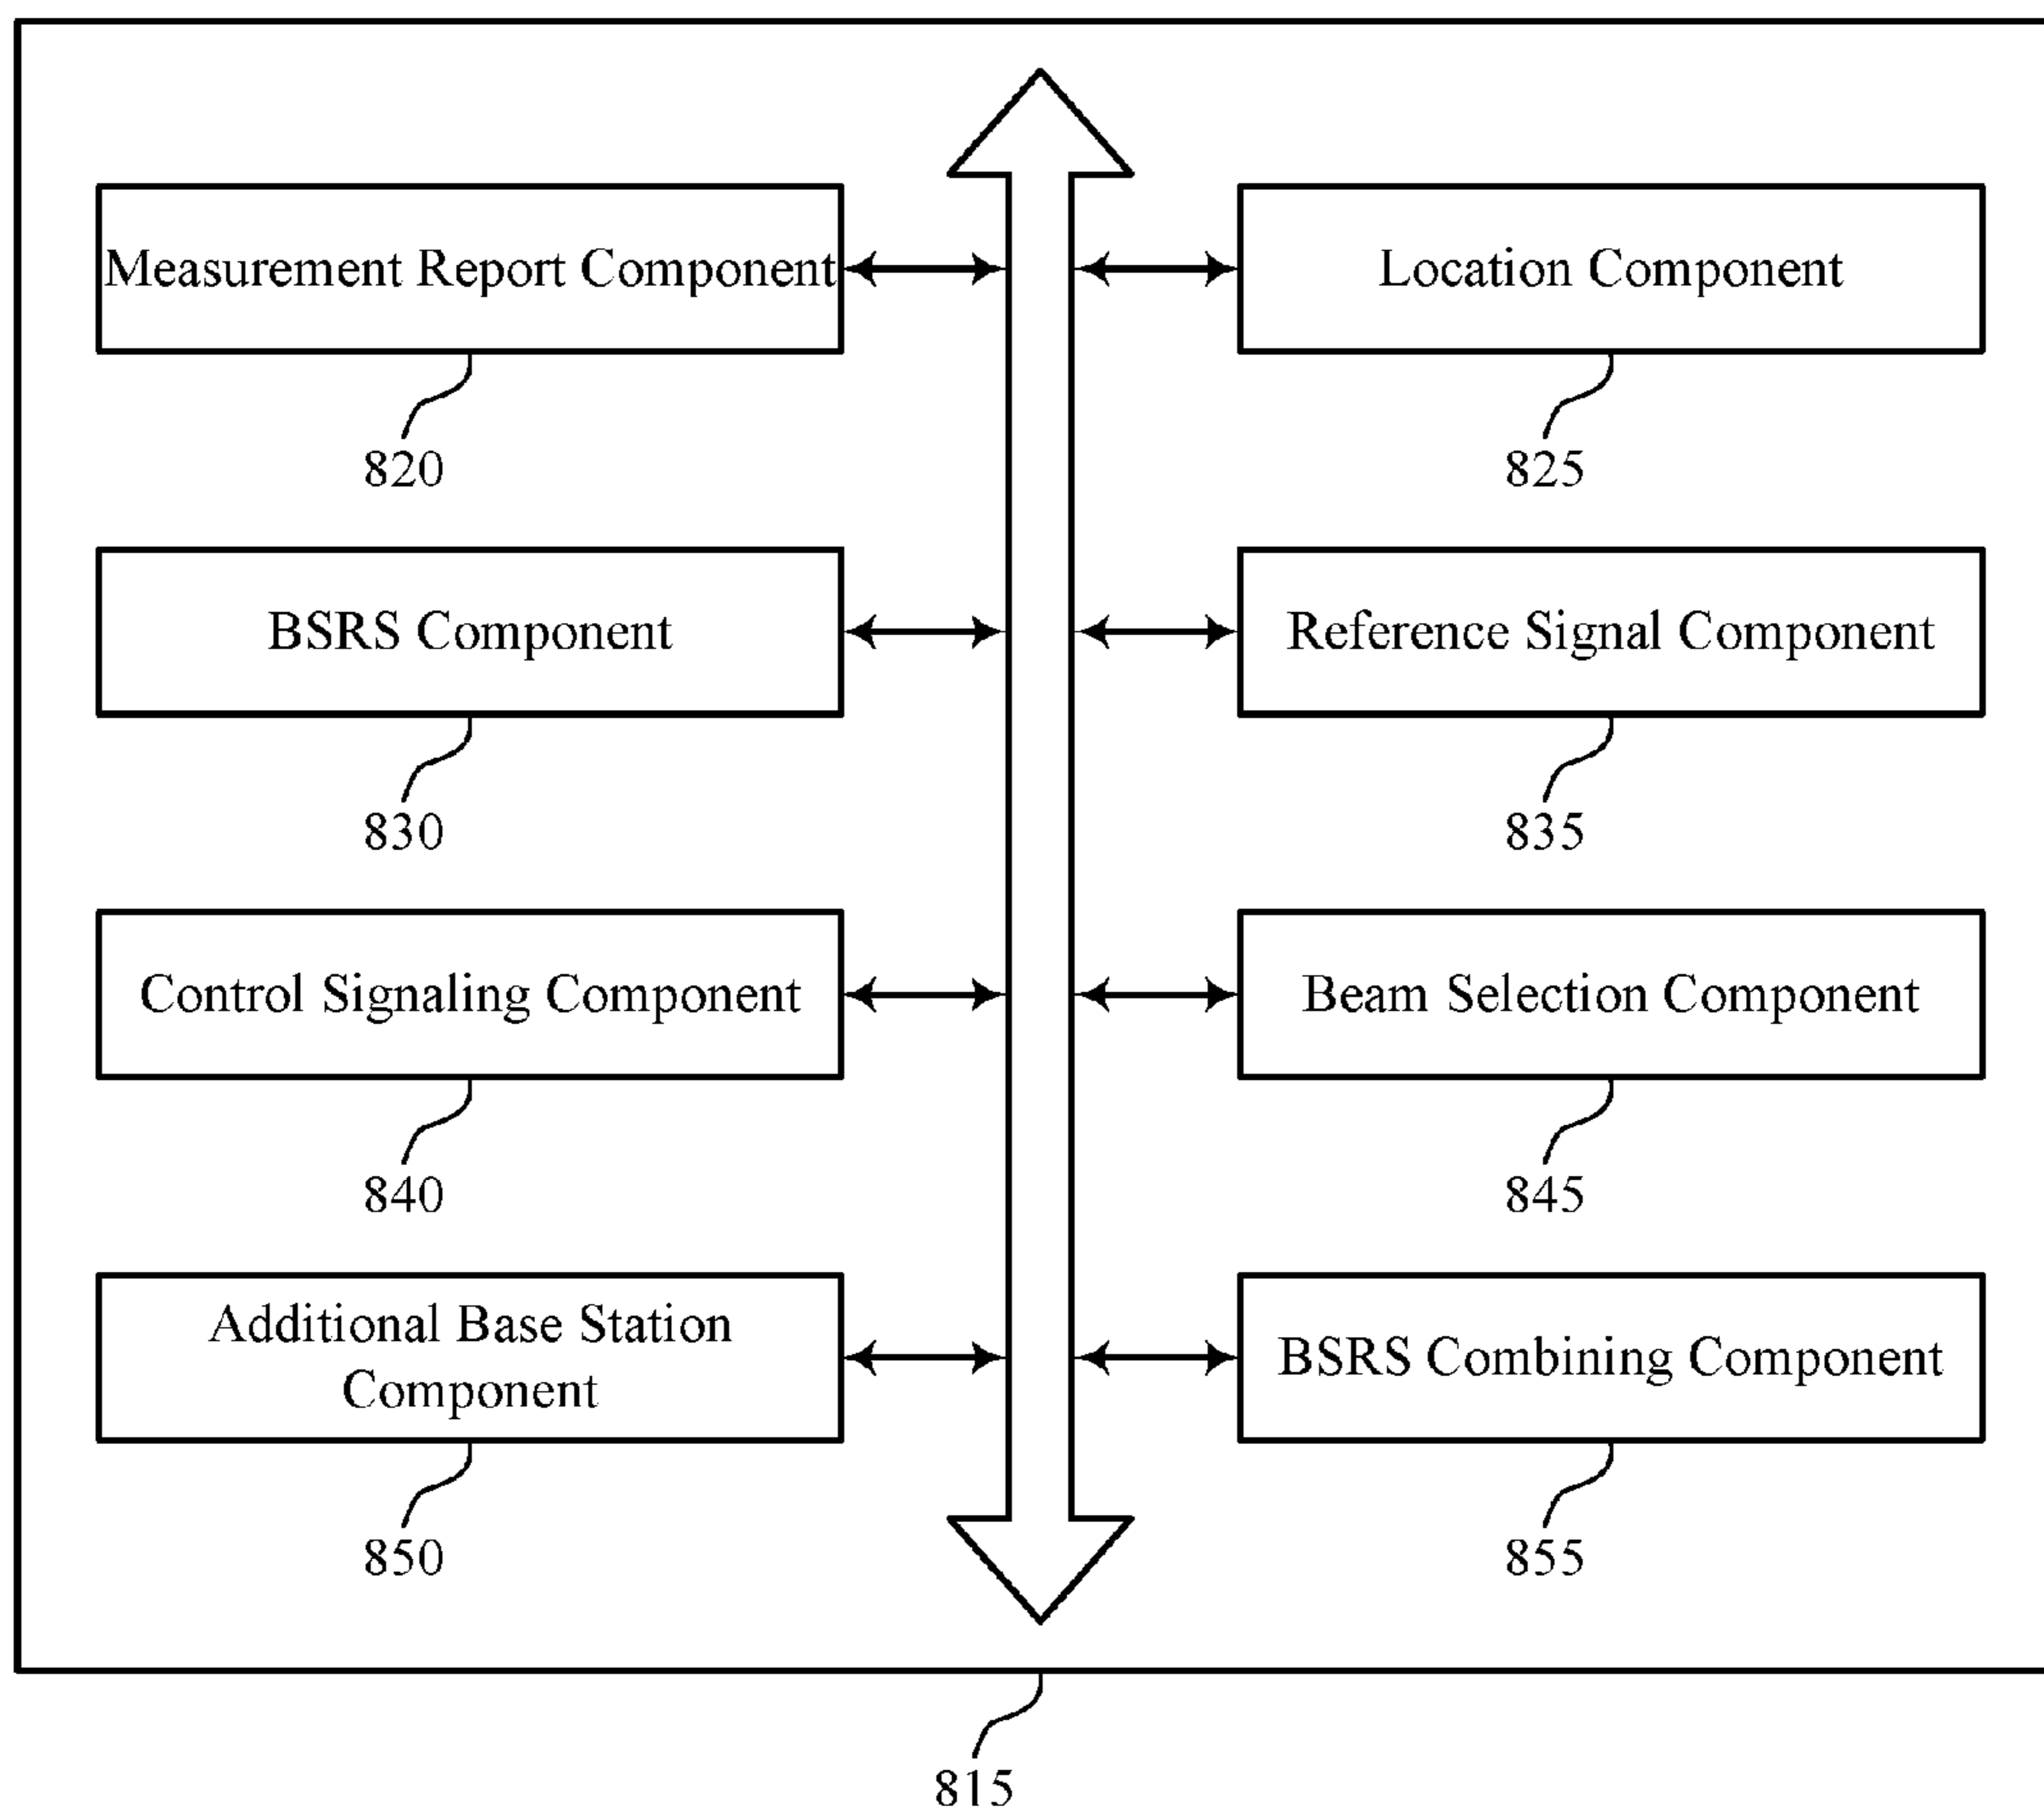 Measurement Report Component
Location Component
820
825
BSRS Component
Reference Signal Component
830
835
Control Signaling Component
Beam Selection Component
840
845
Additional Base Station
Component
BSRS Combining Component
850
855
815